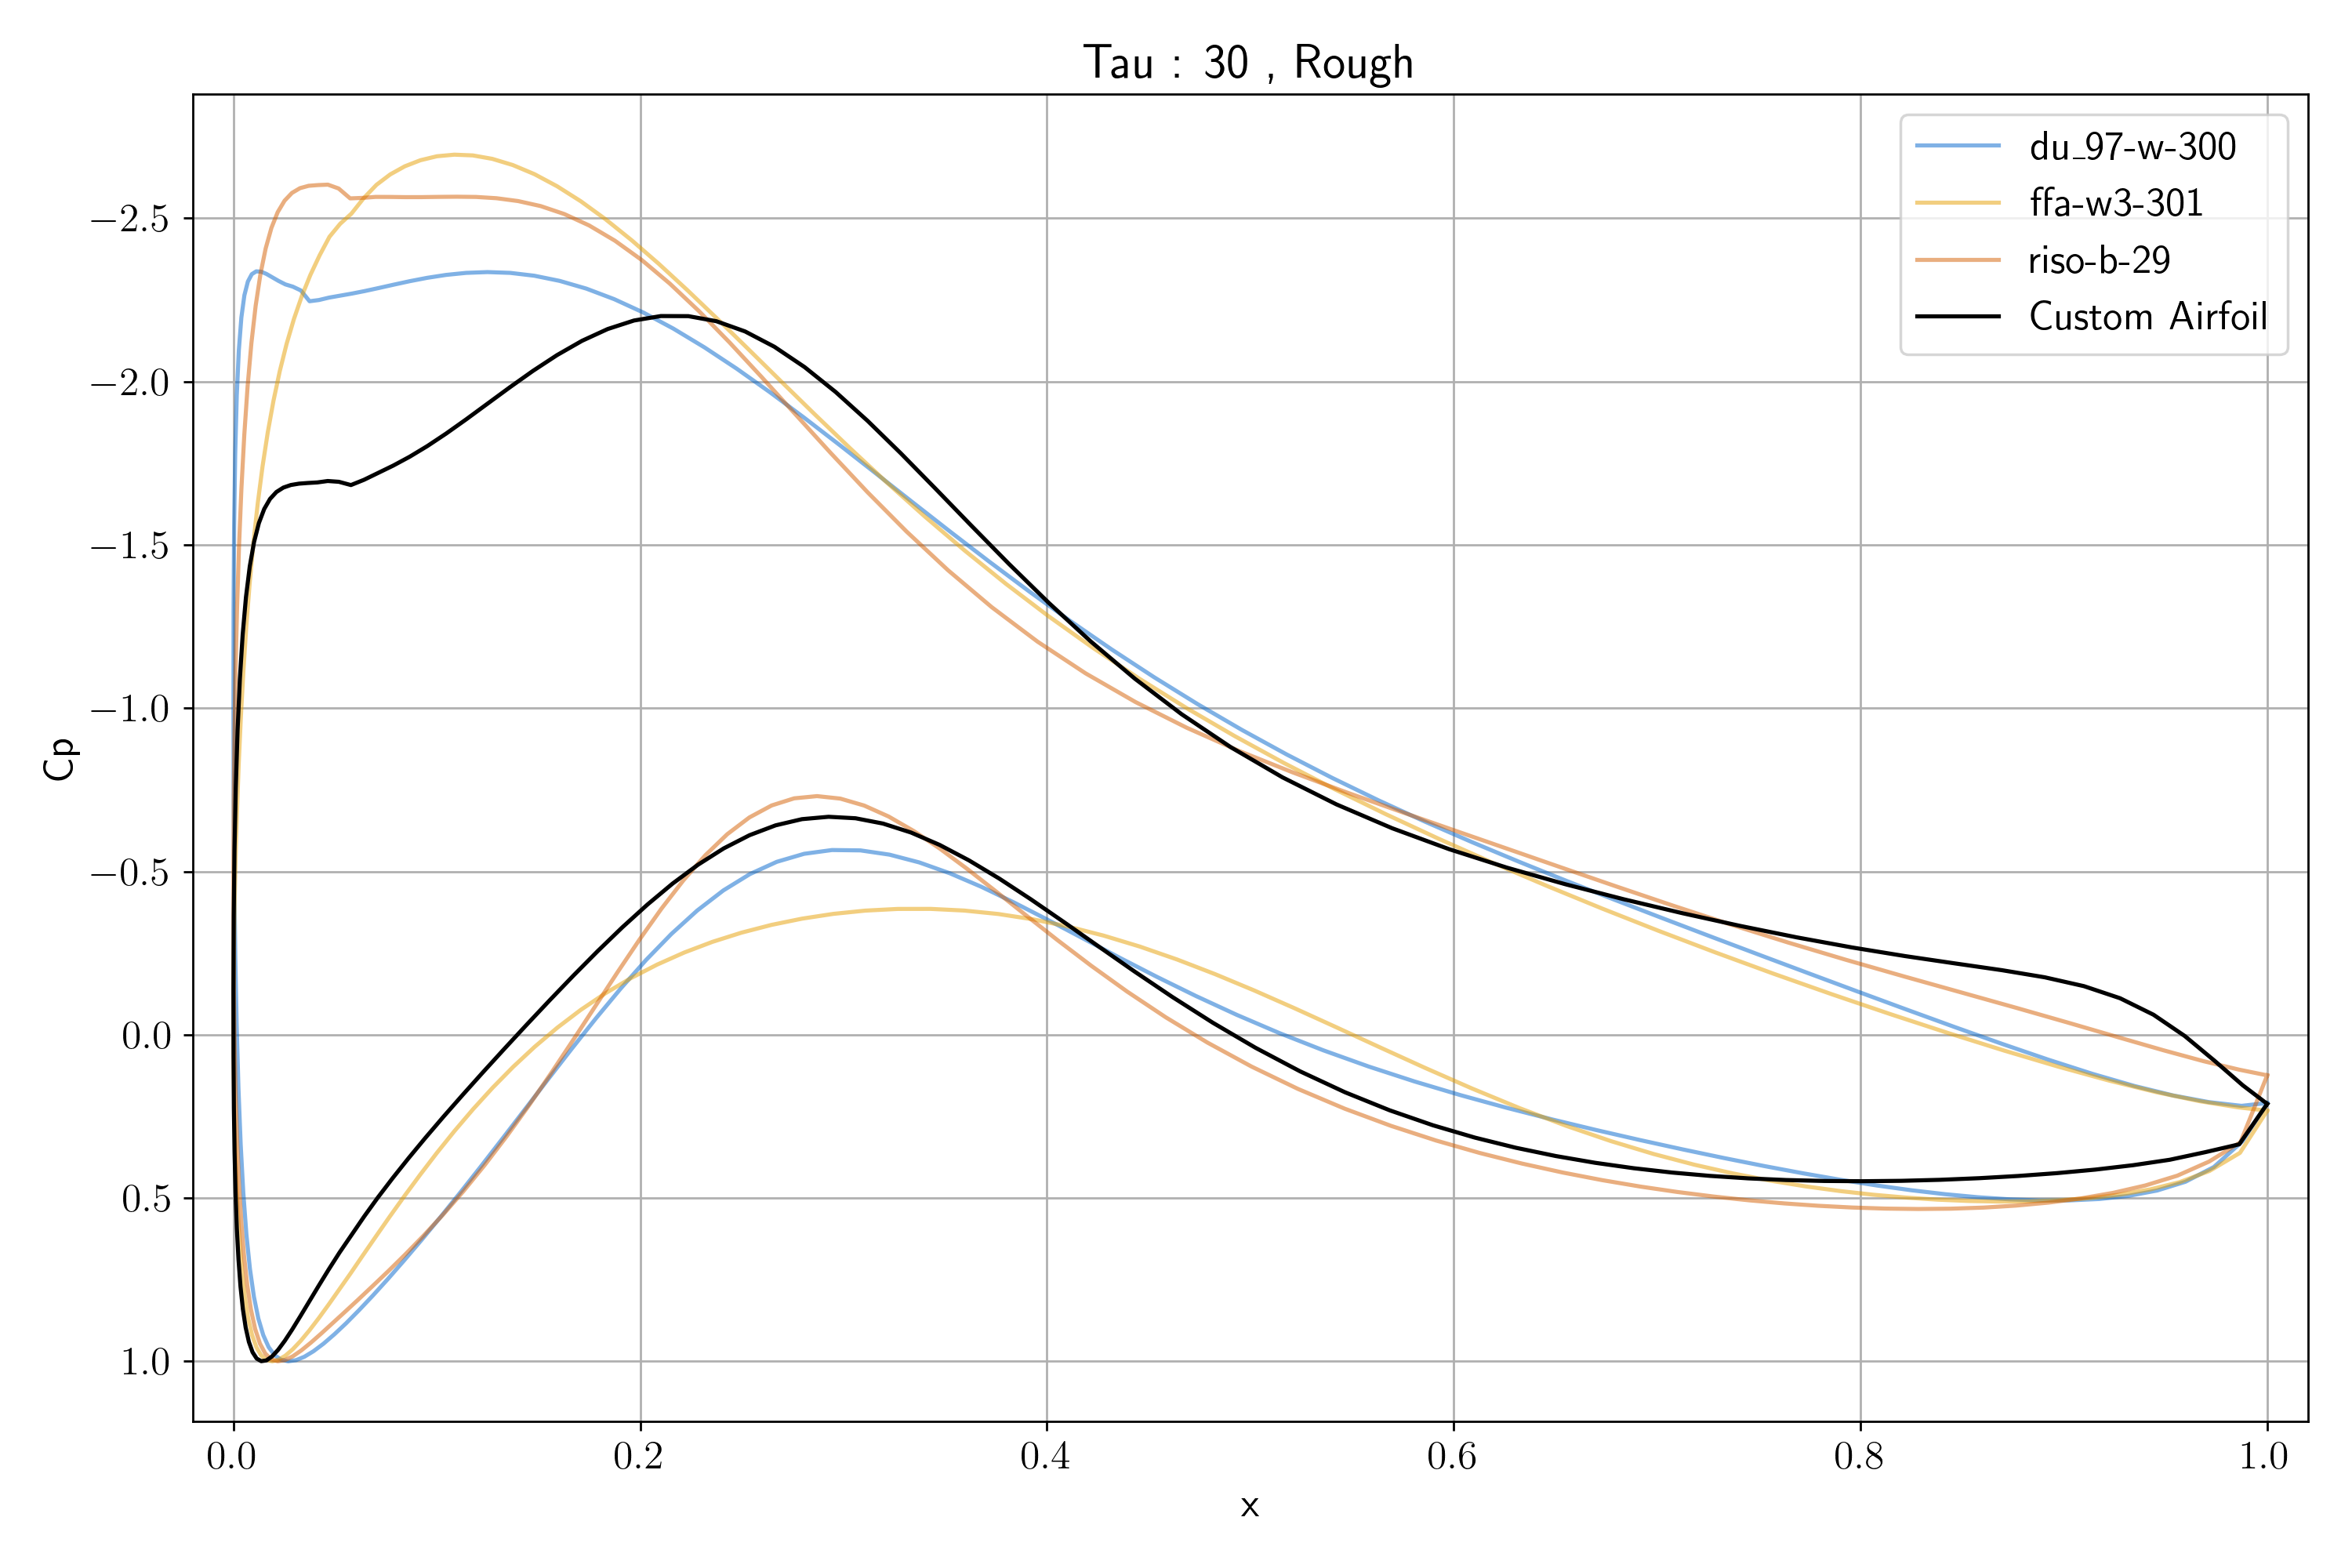 Tau : 30 , Rough
du_97-w-300
ffa-w3-301
riso-b-29
Custom Airfoil
−2.5
−2.0
−1.5
−1.0
−0.5
0.0
0.5
1.0
Cp
0.0 0.2 0.4 0.6 0.8 1.0
x